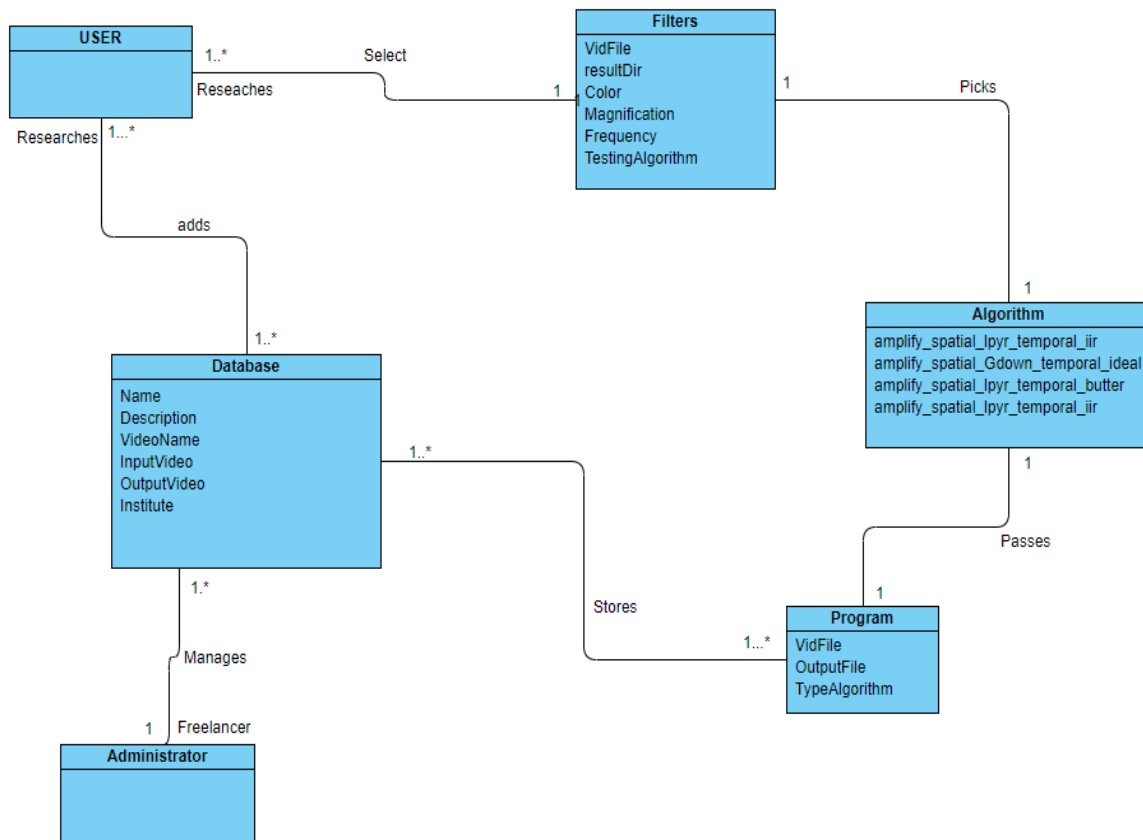 USER
1..*
Reseaches
Select
1
Filters
VidFile
resultDir
Color
Magnification
Frequency
TestingAlgorithm
1
Picks
1
Researches
1...*
adds
1..*
Algorithm
amplify_spatial_lpyr_temporal_iir
amplify_spatial_Gdown_temporal_ideal
amplify_spatial_lpyr_temporal_butter
amplify_spatial_lpyr_temporal_iir
1
Passes
1
Database
Name
Description
VideoName
InputVideo
OutputVideo
Institute
1..*
Stores
1...*
Program
VidFile
OutputFile
TypeAlgorithm
1.*
Manages
1
Freelancer
Administrator